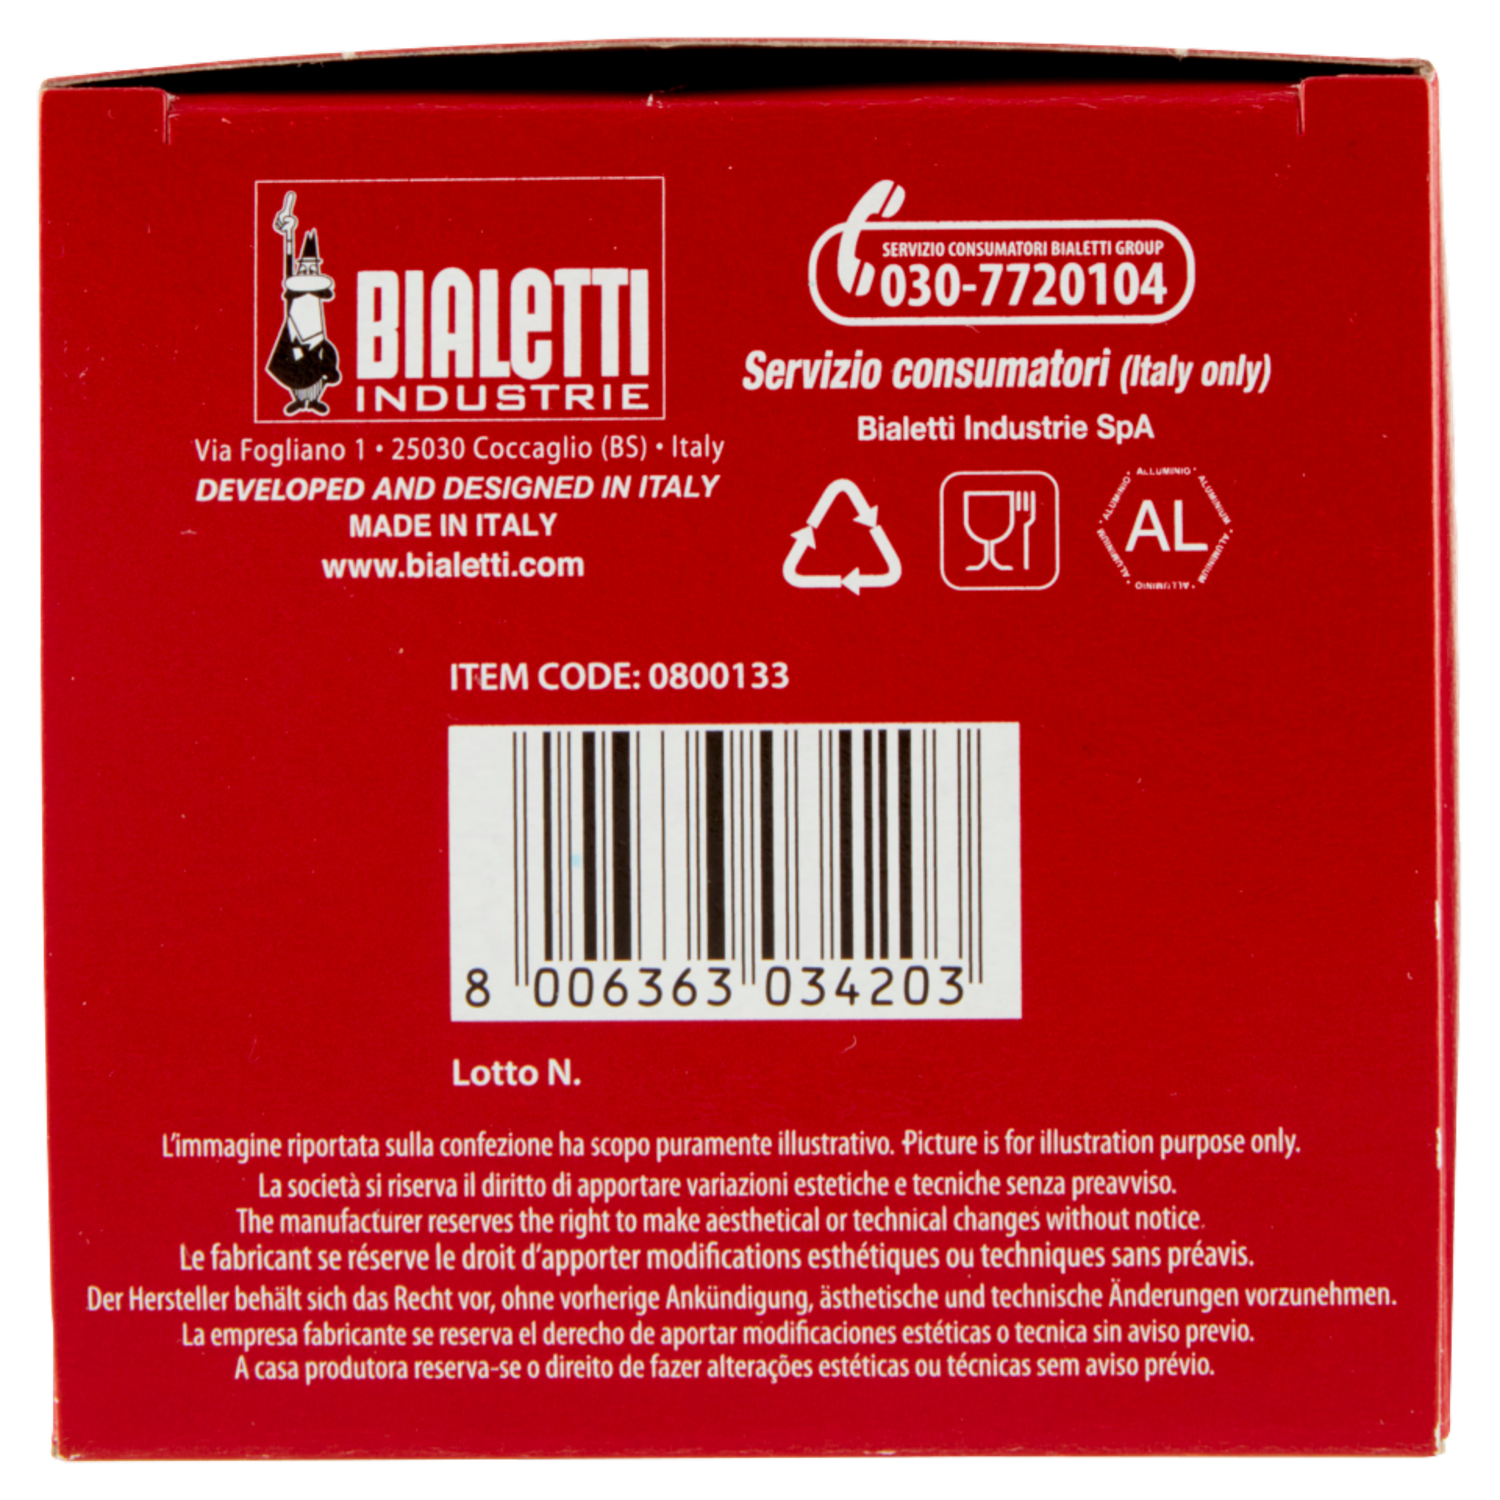 BIALETTI
INDUSTRIE
Via Fogliano 1 • 25030 Coccaglio (BS) • Italy
DEVELOPED AND DESIGNED IN ITALY
MADE IN ITALY
www.bialetti.com
SERVIZIO CONSUMATORI BIALETTI GROUP
030-7720104
Servizio consumatori (Italy only)
Bialetti Industrie SpA
ALLUMINIO • ALUMINIUM • ALUMINIUM • ALLUMINIO • ALUMINIUM • ALUMINIO •
AL
ITEM CODE: 0800133
8 006363 034203
Lotto N.
L'immagine riportata sulla confezione ha scopo puramente illustrativo. Picture is for illustration purpose only.
La società si riserva il diritto di apportare variazioni estetiche e tecniche senza preavviso.
The manufacturer reserves the right to make aesthetical or technical changes without notice.
Le fabricant se réserve le droit d'apporter modifications esthétiques ou techniques sans préavis.
Der Hersteller behält sich das Recht vor, ohne vorherige Ankündigung, ästhetische und technische Änderungen vorzunehmen.
La empresa fabricante se reserva el derecho de aportar modificaciones estéticas o tecnica sin aviso previo.
A casa produtora reserva-se o direito de fazer alterações estéticas ou técnicas sem aviso prévio.